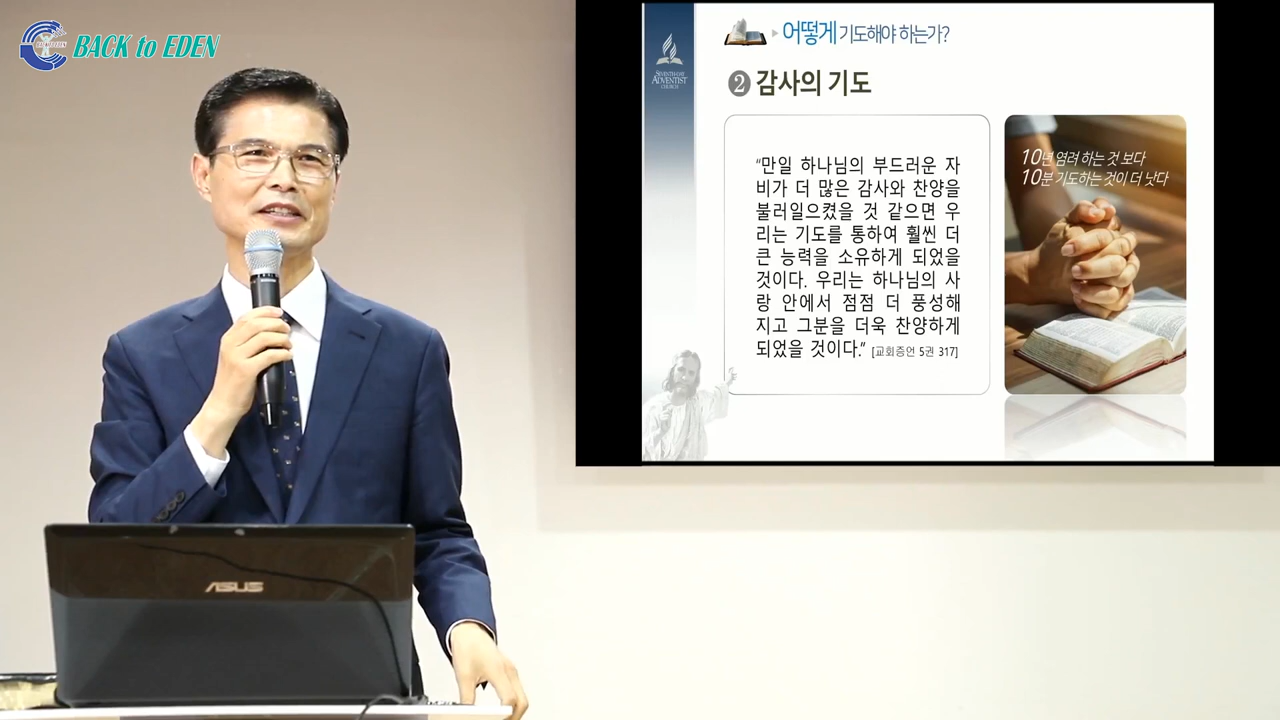 BACK to EDEN
어떻게 기도해야 하는가?
SEVENTH-DAY
ADVENTIST
CHURCH
2 감사의 기도
“만일 하나님의 부드러운 자
비가 더 많은 감사와 찬양을
불러일으켰을 것 같으면 우
리는 기도를 통하여 훨씬 더
큰 능력을 소유하게 되었을
것이다. 우리는 하나님의 사
랑 안에서 점점 더 풍성해
지고 그분을 더욱 찬양하게
되었을 것이다.” [교회증언 5권 317]
10년 염려 하는 것 보다
10분 기도하는 것이 더 낫다
ASUS